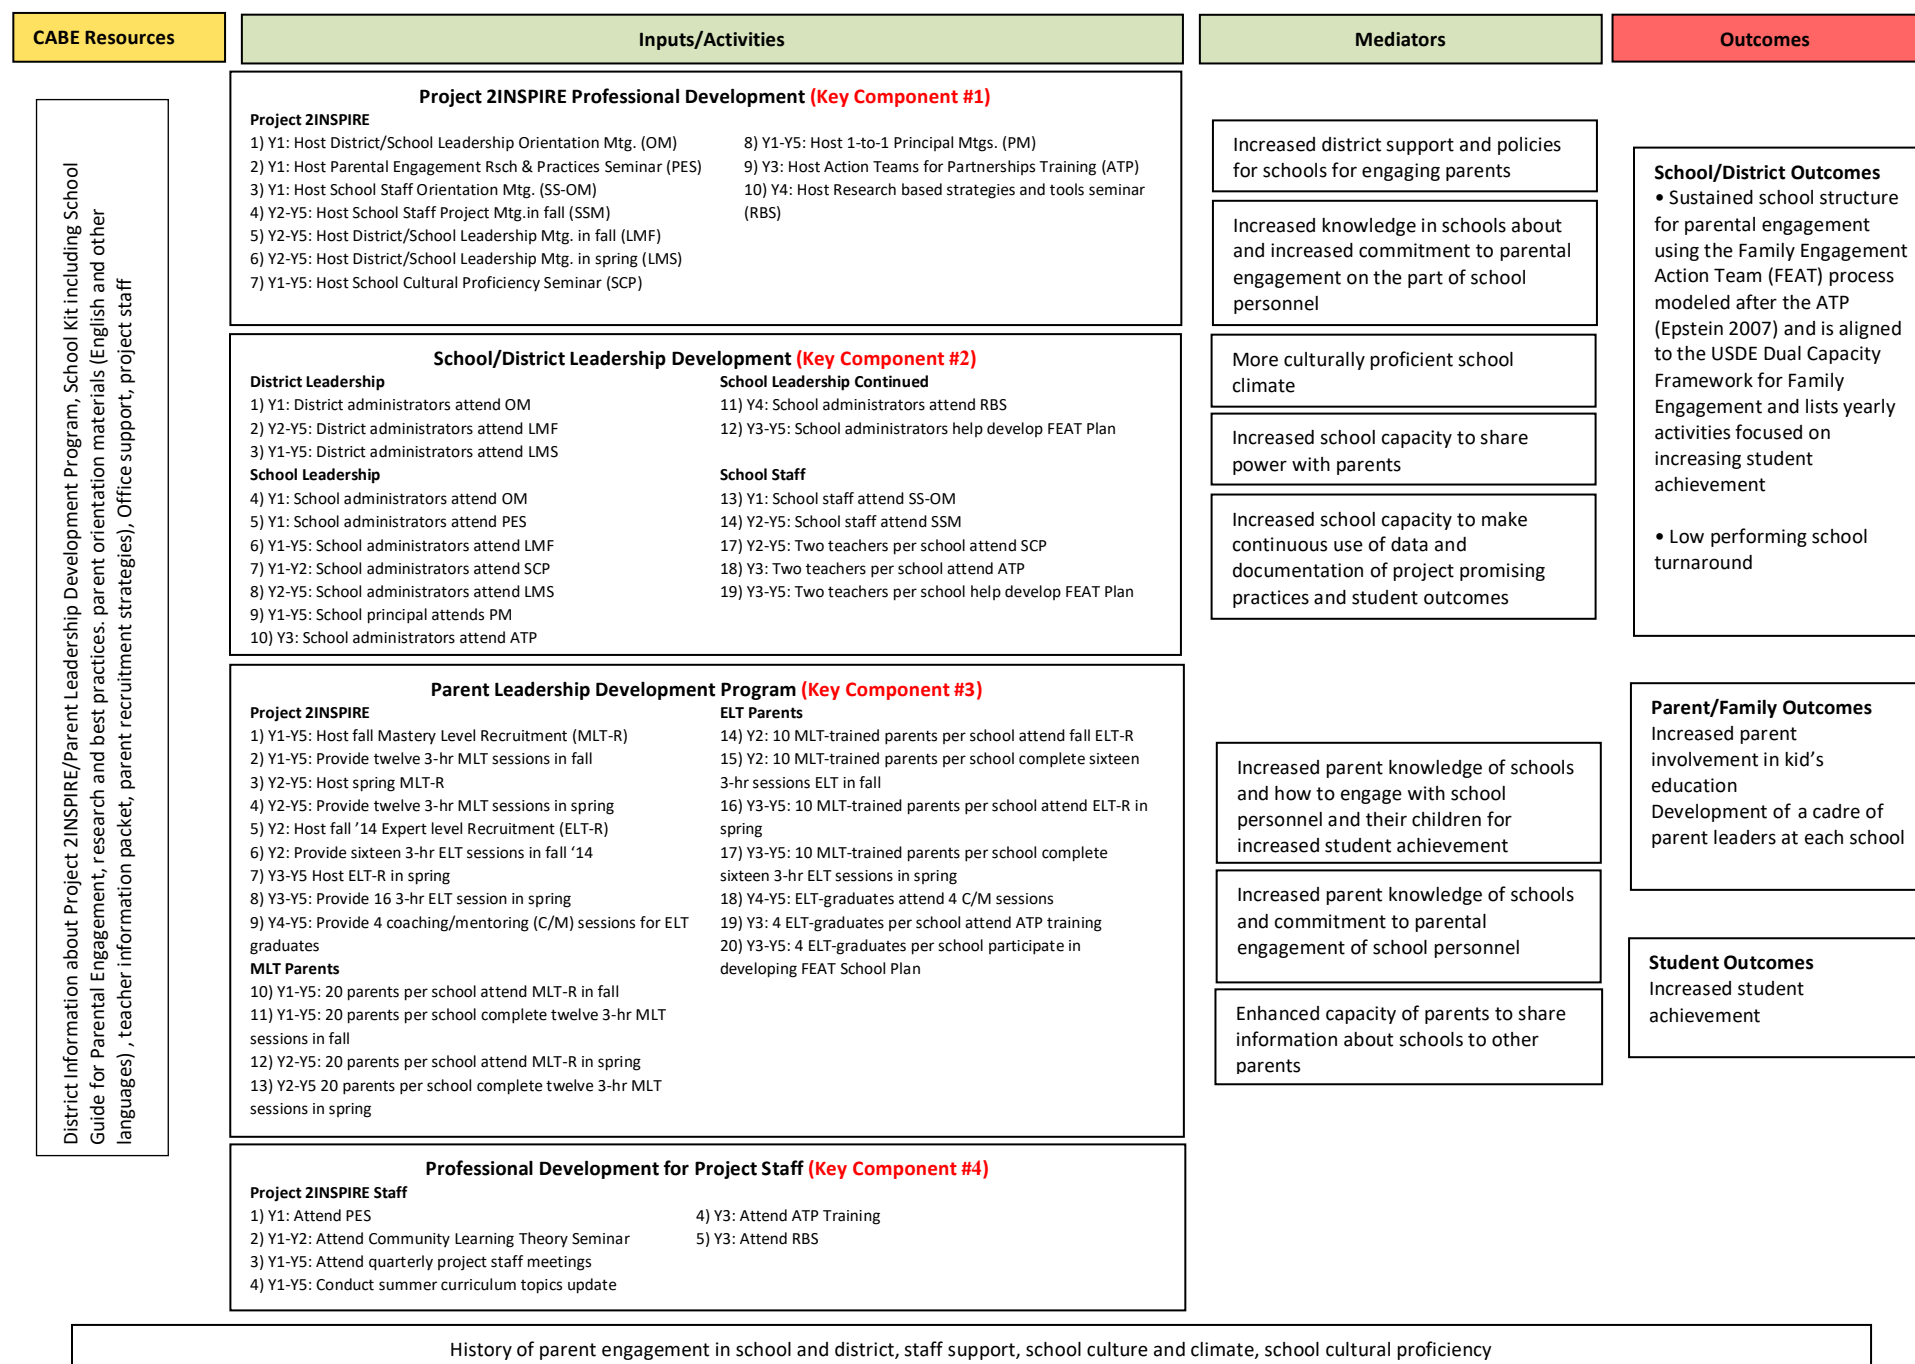 CABE Resources
Inputs/Activities
Mediators
Outcomes
District Information about Project 2INSPIRE/Parent Leadership Development Program, School Kit including School
Guide for Parental Engagement, research and best practices. parent orientation materials (English and other
languages) , teacher information packet, parent recruitment strategies), Office support, project staff
Project 2INSPIRE Professional Development (Key Component #1)
Project 2INSPIRE
1) Y1: Host District/School Leadership Orientation Mtg. (OM)
2) Y1: Host Parental Engagement Rsch & Practices Seminar (PES)
3) Y1: Host School Staff Orientation Mtg. (SS-OM)
4) Y2-Y5: Host School Staff Project Mtg.in fall (SSM)
5) Y2-Y5: Host District/School Leadership Mtg. in fall (LMF)
6) Y2-Y5: Host District/School Leadership Mtg. in spring (LMS)
7) Y1-Y5: Host School Cultural Proficiency Seminar (SCP)
8) Y1-Y5: Host 1-to-1 Principal Mtgs. (PM)
9) Y3: Host Action Teams for Partnerships Training (ATP)
10) Y4: Host Research based strategies and tools seminar
(RBS)
School/District Leadership Development (Key Component #2)
District Leadership
1) Y1: District administrators attend OM
2) Y2-Y5: District administrators attend LMF
3) Y1-Y5: District administrators attend LMS
School Leadership
4) Y1: School administrators attend OM
5) Y1: School administrators attend PES
6) Y1-Y5: School administrators attend LMF
7) Y1-Y2: School administrators attend SCP
8) Y2-Y5: School administrators attend LMS
9) Y1-Y5: School principal attends PM
10) Y3: School administrators attend ATP
School Leadership Continued
11) Y4: School administrators attend RBS
12) Y3-Y5: School administrators help develop FEAT Plan
School Staff
13) Y1: School staff attend SS-OM
14) Y2-Y5: School staff attend SSM
17) Y2-Y5: Two teachers per school attend SCP
18) Y3: Two teachers per school attend ATP
19) Y3-Y5: Two teachers per school help develop FEAT Plan
Parent Leadership Development Program (Key Component #3)
Project 2INSPIRE
1) Y1-Y5: Host fall Mastery Level Recruitment (MLT-R)
2) Y1-Y5: Provide twelve 3-hr MLT sessions in fall
3) Y2-Y5: Host spring MLT-R
4) Y2-Y5: Provide twelve 3-hr MLT sessions in spring
5) Y2: Host fall ’14 Expert level Recruitment (ELT-R)
6) Y2: Provide sixteen 3-hr ELT sessions in fall ‘14
7) Y3-Y5 Host ELT-R in spring
8) Y3-Y5: Provide 16 3-hr ELT session in spring
9) Y4-Y5: Provide 4 coaching/mentoring (C/M) sessions for ELT
graduates
MLT Parents
10) Y1-Y5: 20 parents per school attend MLT-R in fall
11) Y1-Y5: 20 parents per school complete twelve 3-hr MLT
sessions in fall
12) Y2-Y5: 20 parents per school attend MLT-R in spring
13) Y2-Y5 20 parents per school complete twelve 3-hr MLT
sessions in spring
ELT Parents
14) Y2: 10 MLT-trained parents per school attend fall ELT-R
15) Y2: 10 MLT-trained parents per school complete sixteen
3-hr sessions ELT in fall
16) Y3-Y5: 10 MLT-trained parents per school attend ELT-R in
spring
17) Y3-Y5: 10 MLT-trained parents per school complete
sixteen 3-hr ELT sessions in spring
18) Y4-Y5: ELT-graduates attend 4 C/M sessions
19) Y3: 4 ELT-graduates per school attend ATP training
20) Y3-Y5: 4 ELT-graduates per school participate in
developing FEAT School Plan
Professional Development for Project Staff (Key Component #4)
Project 2INSPIRE Staff
1) Y1: Attend PES
2) Y1-Y2: Attend Community Learning Theory Seminar
3) Y1-Y5: Attend quarterly project staff meetings
4) Y1-Y5: Conduct summer curriculum topics update
4) Y3: Attend ATP Training
5) Y3: Attend RBS
Increased district support and policies
for schools for engaging parents
Increased knowledge in schools about
and increased commitment to parental
engagement on the part of school
personnel
More culturally proficient school
climate
Increased school capacity to share
power with parents
Increased school capacity to make
continuous use of data and
documentation of project promising
practices and student outcomes
Increased parent knowledge of schools
and how to engage with school
personnel and their children for
increased student achievement
Increased parent knowledge of schools
and commitment to parental
engagement of school personnel
Enhanced capacity of parents to share
information about schools to other
parents
School/District Outcomes
• Sustained school structure
for parental engagement
using the Family Engagement
Action Team (FEAT) process
modeled after the ATP
(Epstein 2007) and is aligned
to the USDE Dual Capacity
Framework for Family
Engagement and lists yearly
activities focused on
increasing student
achievement
• Low performing school
turnaround
Parent/Family Outcomes
Increased parent
involvement in kid’s
education
Development of a cadre of
parent leaders at each school
Student Outcomes
Increased student
achievement
History of parent engagement in school and district, staff support, school culture and climate, school cultural proficiency